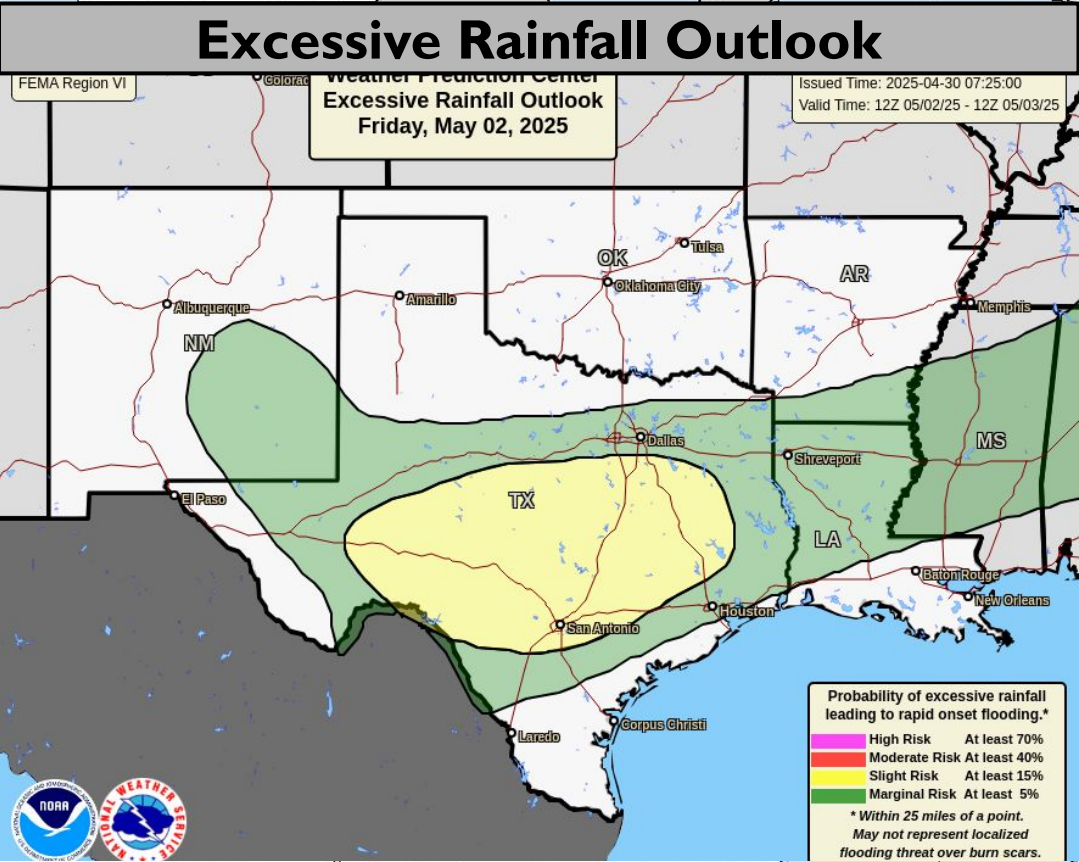 Excessive Rainfall Outlook
FEMA Region VI
Weather Prediction Center
Excessive Rainfall Outlook
Friday, May 02, 2025
Issued Time: 2025-04-30 07:25:00
Valid Time: 12Z 05/02/25 - 12Z 05/03/25
Colorad
Tulsa
OK
Oklahoma City
AR
Amarillo
Albuquerque
Memphis
NM
Dallas
MS
Shreveport
El Paso
TX
LA
Baton Rouge
New Orleans
Houston
San Antonio
Corpus Christi
Laredo
Probability of excessive rainfall
leading to rapid onset flooding.*
High Risk At least 70%
Moderate Risk At least 40%
Slight Risk At least 15%
Marginal Risk At least 5%
* Within 25 miles of a point.
May not represent localized
flooding threat over burn scars.
NOAA
NATIONAL WEATHER SERVICE